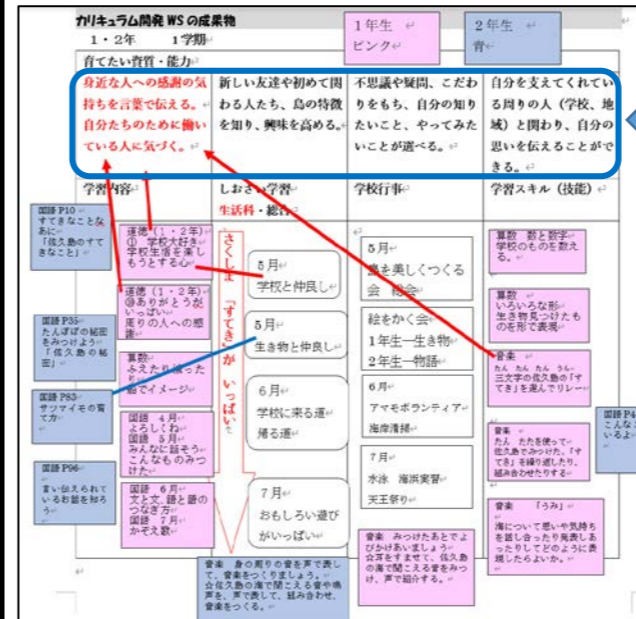 カリキュラム開発 WS の成果物
1・2年　　1学期
1年生　ー
ピンク
2年生　ー
青
育てたい資質・能力
身近な人への感謝の気
持ちを言葉で伝える。
自分たちのために働い
ている人に気づく。
新しい友達や初めて関
わる人たち、島の特徴
を知り、興味を高める。
不思議や疑問、こだわ
りをもち、自分の知り
たいこと、やってみた
いことが選べる。
自分を支えてくれてい
る周りの人（学校、地
域）と関わり、自分の
思いを伝えることがで
きる。
学習内容
しおさい学習
生活科・総合
学校行事
学習スキル（技能）
国語 P10
すてきなことな
あに
「佐久島のすて
きなこと」
国語 P35
たんぽぽの秘密
をみつけよう
「佐久島の秘
密」
国語 P83
サツマイモの育
て方
国語 P96
言い伝えられて
いるお話を知ろ
う
道徳（1・2年）
① 学校大好き
学校生活を楽し
もうとする心
道徳（1・2年）
⑲ありがとうが
いっぱい
周りの人への感
謝
算数
ふえたり減った
り
でイメージ
国語　4月
よろしくね
国語　5月
みんなに話そう
こんなものみつ
けた
国語　6月
文と文、語と語の
つなぎ方
国語　7月
かぞえ歌
さくしま　「すてき」が　いっぱい
5月
学校と仲良し
5月
生き物と仲良し
6月
学校に来る道
帰る道
7月
おもしろい遊び
がいっぱい
5月
島を美しくつくる
会　総会
絵をかく会
1年生―生き物
2年生―物語
6月
アマモボランティア
海岸清掃
7月
水泳　海浜実習
天王祭り
算数　数と数字
学校のものを数え
る。
算数
いろいろな形
生き物見つけたも
のを形で表現
音楽
たん　たん　たん　うん
三文字の佐久島の「す
てき」を選んでリレー
音楽
たん　たたを使って
佐久島でみつけた、「す
てき」を繰り返したり、
組み合わせたりする
音楽　「うみ」
海について思いや気持ち
を話し合ったり発表しあ
ったりしてどのように表
現したらよいか。
国語 P4
こんな
いるよ
音楽　身の周りの音を声で表し
て、音楽をつくりましょう。
☆佐久島の海で聞こえる音や鳴
声を、声で表して、組み合わせ、
音楽をつくる。
音楽　みつけたあとでよ
びかけあいましょう
☆耳をすませて、佐久島
の海で聞こえる音をみつ
け、声で紹介する。